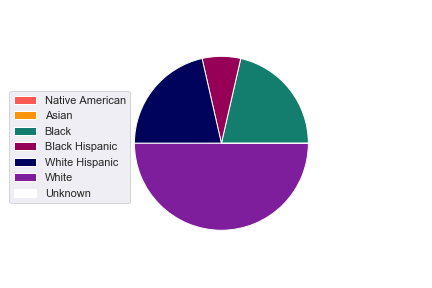 Native American
Asian
Black
Black Hispanic
White Hispanic
White
Unknown